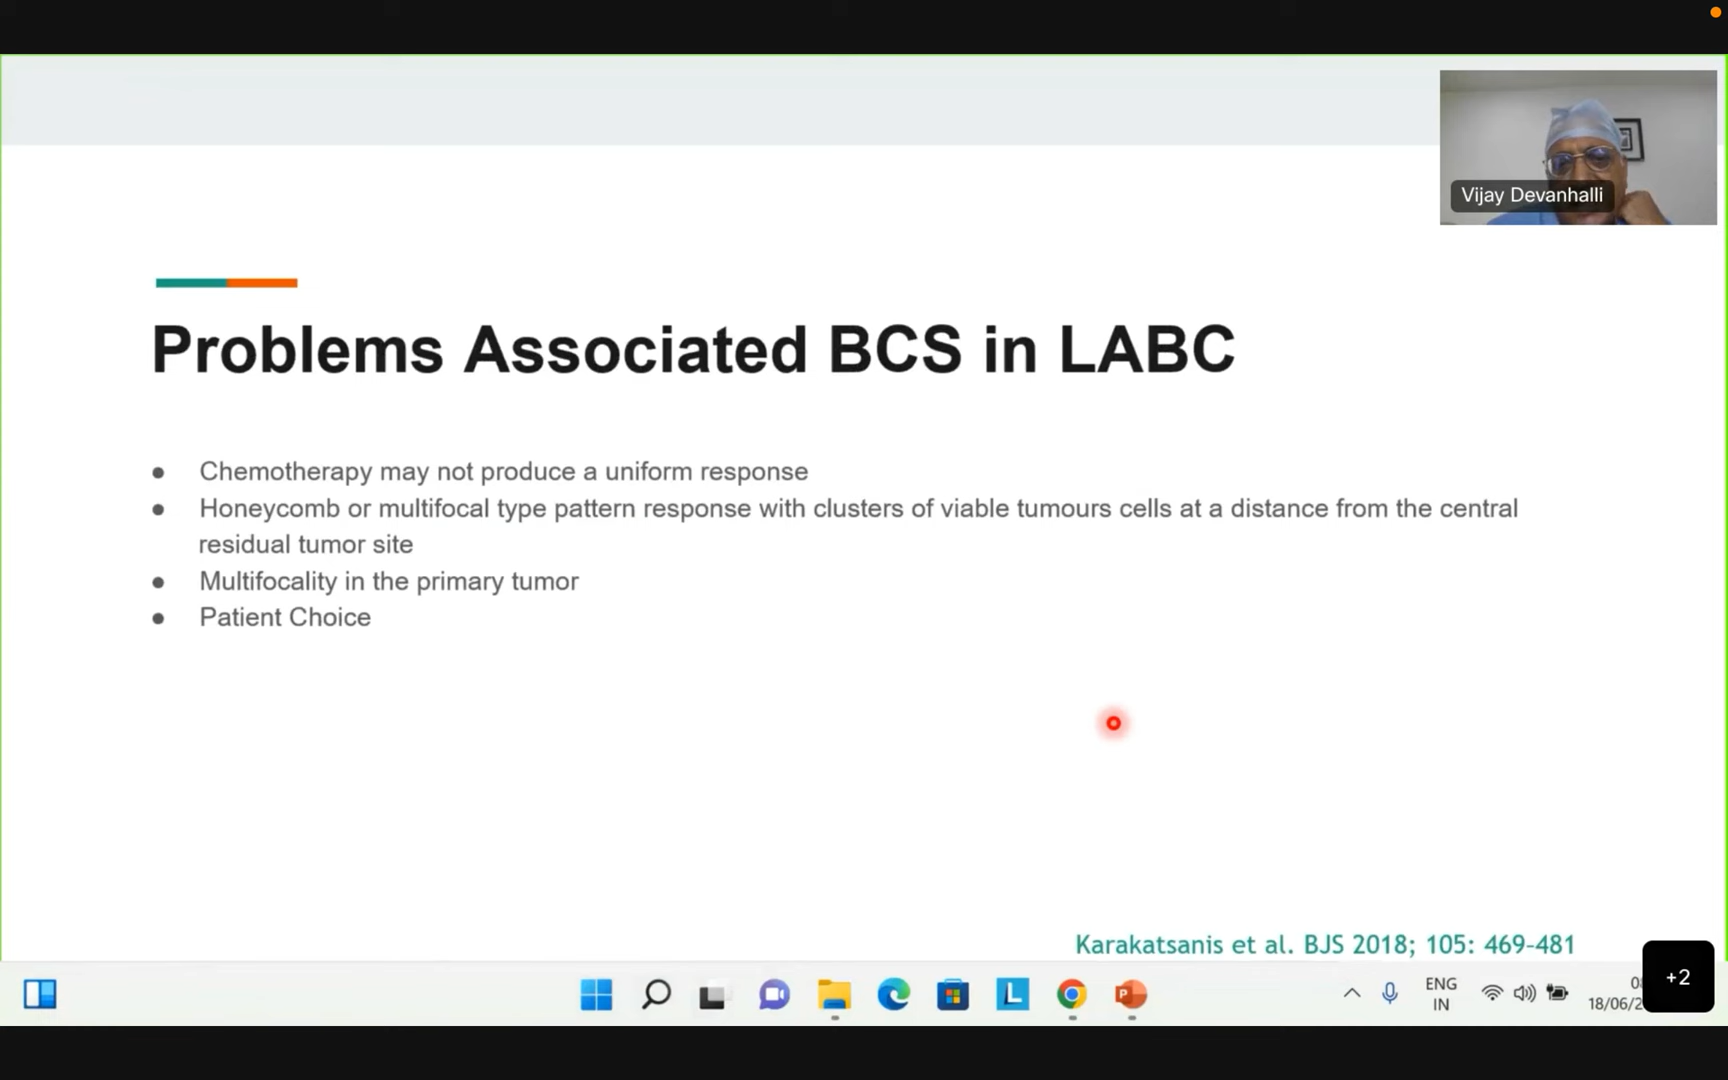 Vijay Devanhalli
Problems Associated BCS in LABC
● Chemotherapy may not produce a uniform response
● Honeycomb or multifocal type pattern response with clusters of viable tumours cells at a distance from the central
residual tumor site
● Multifocality in the primary tumor
● Patient Choice
Karakatsanis et al. BJS 2018; 105: 469-481
ENG
IN
+2